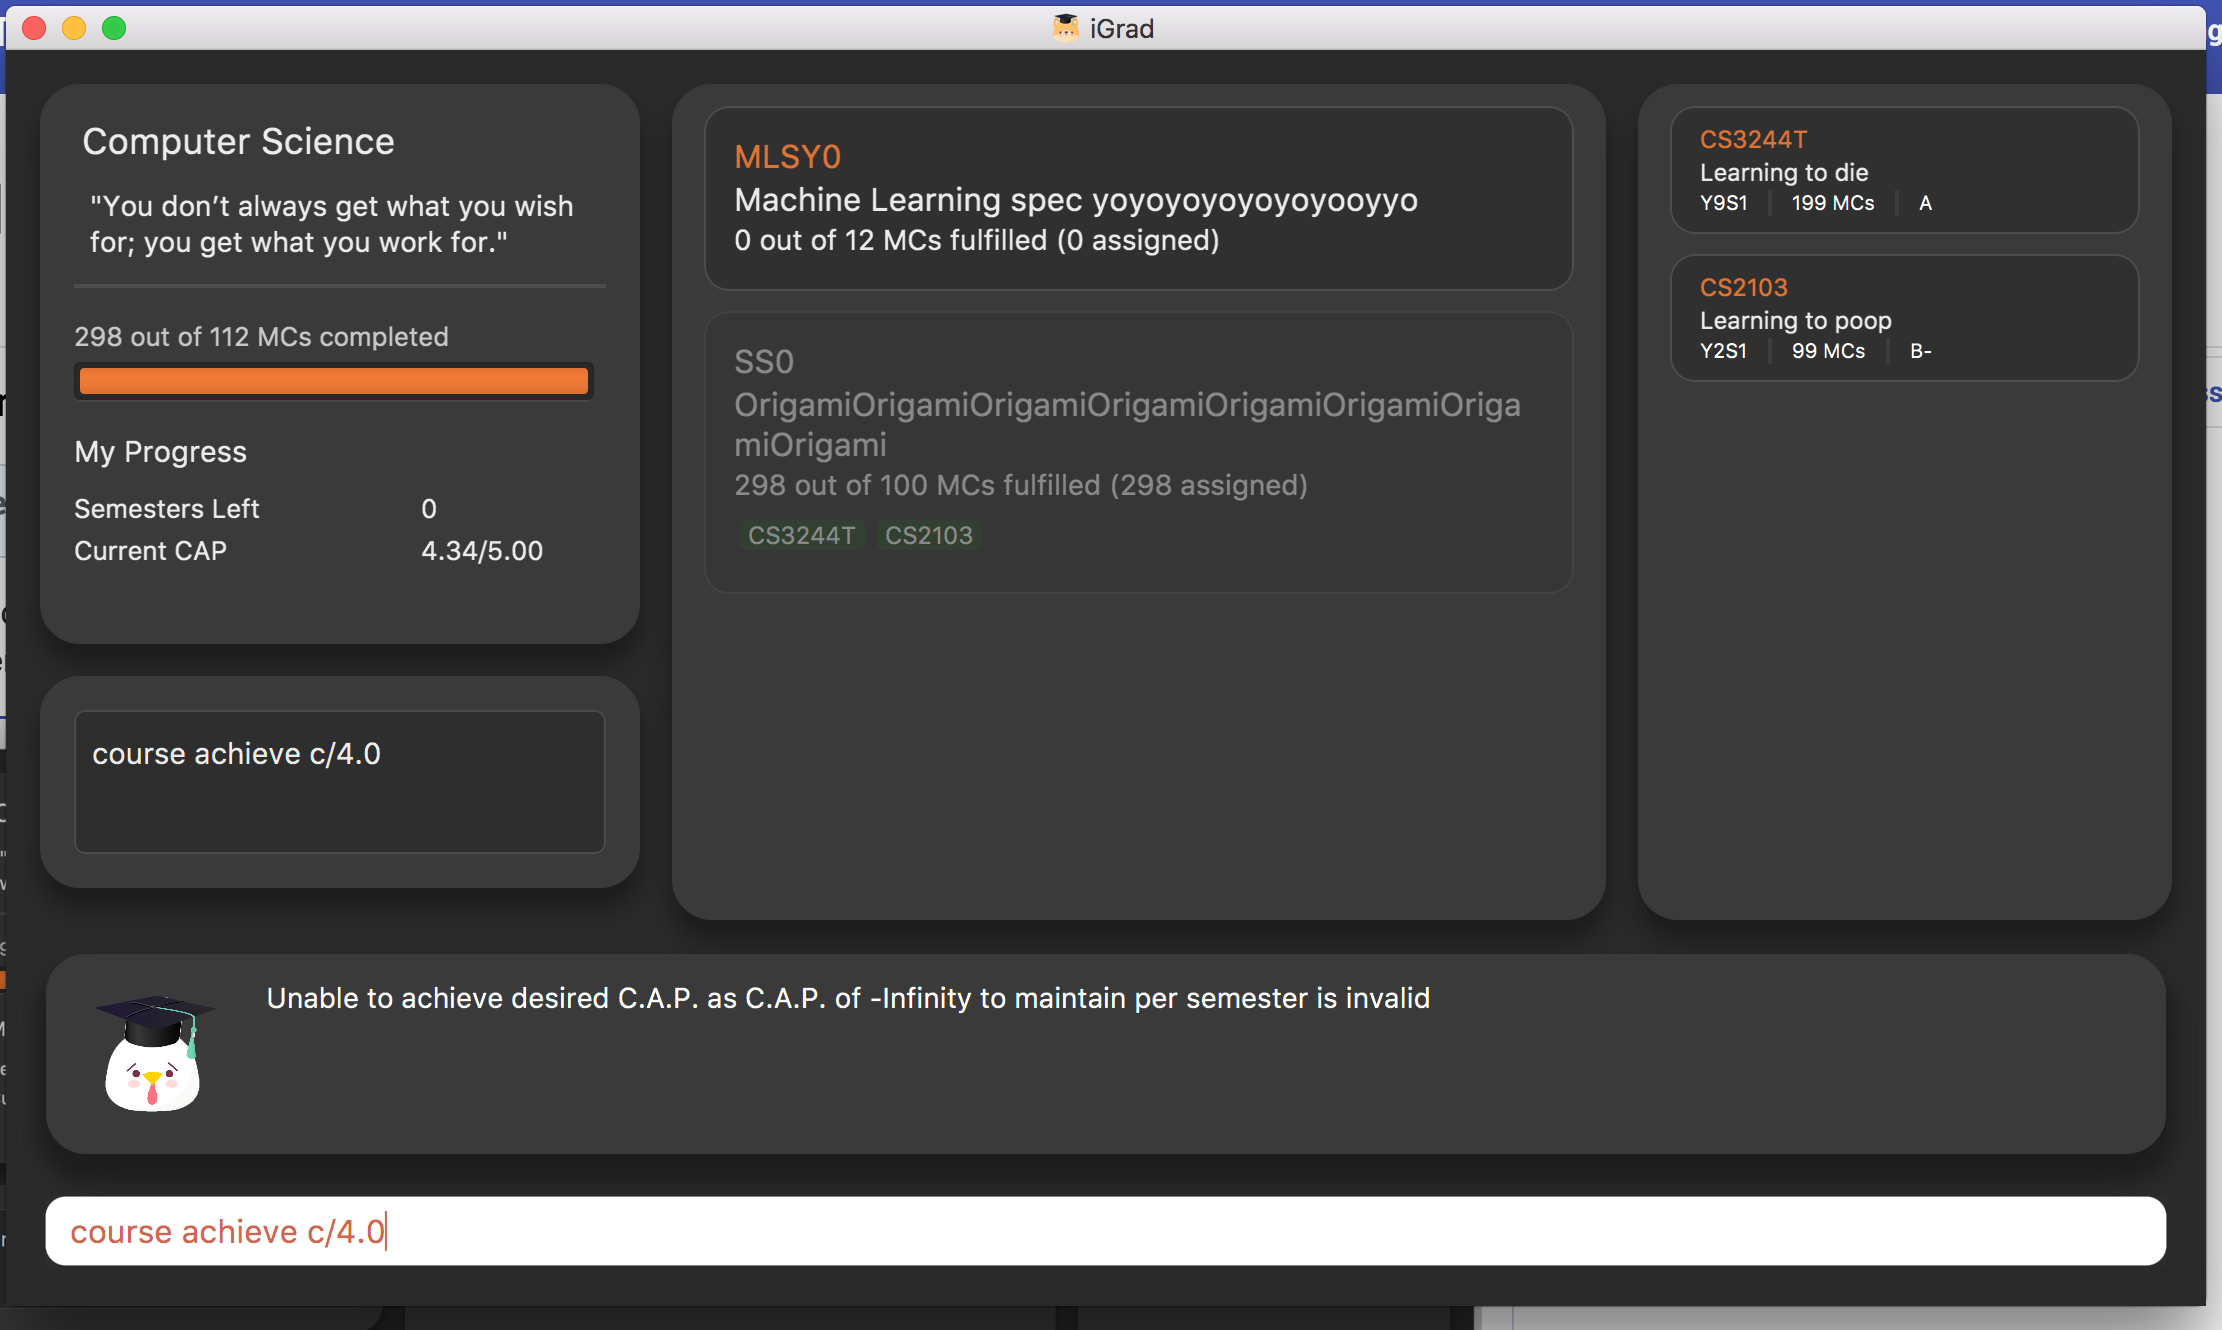 iGrad
Computer Science
"You don’t always get what you wish
for; you get what you work for."
298 out of 112 MCs completed
My Progress
Semesters Left 0
Current CAP 4.34/5.00
course achieve c/4.0
MLSY0
Machine Learning spec yoyoyoyoyoyoyooyyo
0 out of 12 MCs fulfilled (0 assigned)
SS0
OrigamiOrigamiOrigamiOrigamiOrigamiOrigamiOriga
miOrigami
298 out of 100 MCs fulfilled (298 assigned)
CS3244T CS2103
CS3244T
Learning to die
Y9S1 199 MCs A
CS2103
Learning to poop
Y2S1 99 MCs B-
Unable to achieve desired C.A.P. as C.A.P. of -Infinity to maintain per semester is invalid
course achieve c/4.0